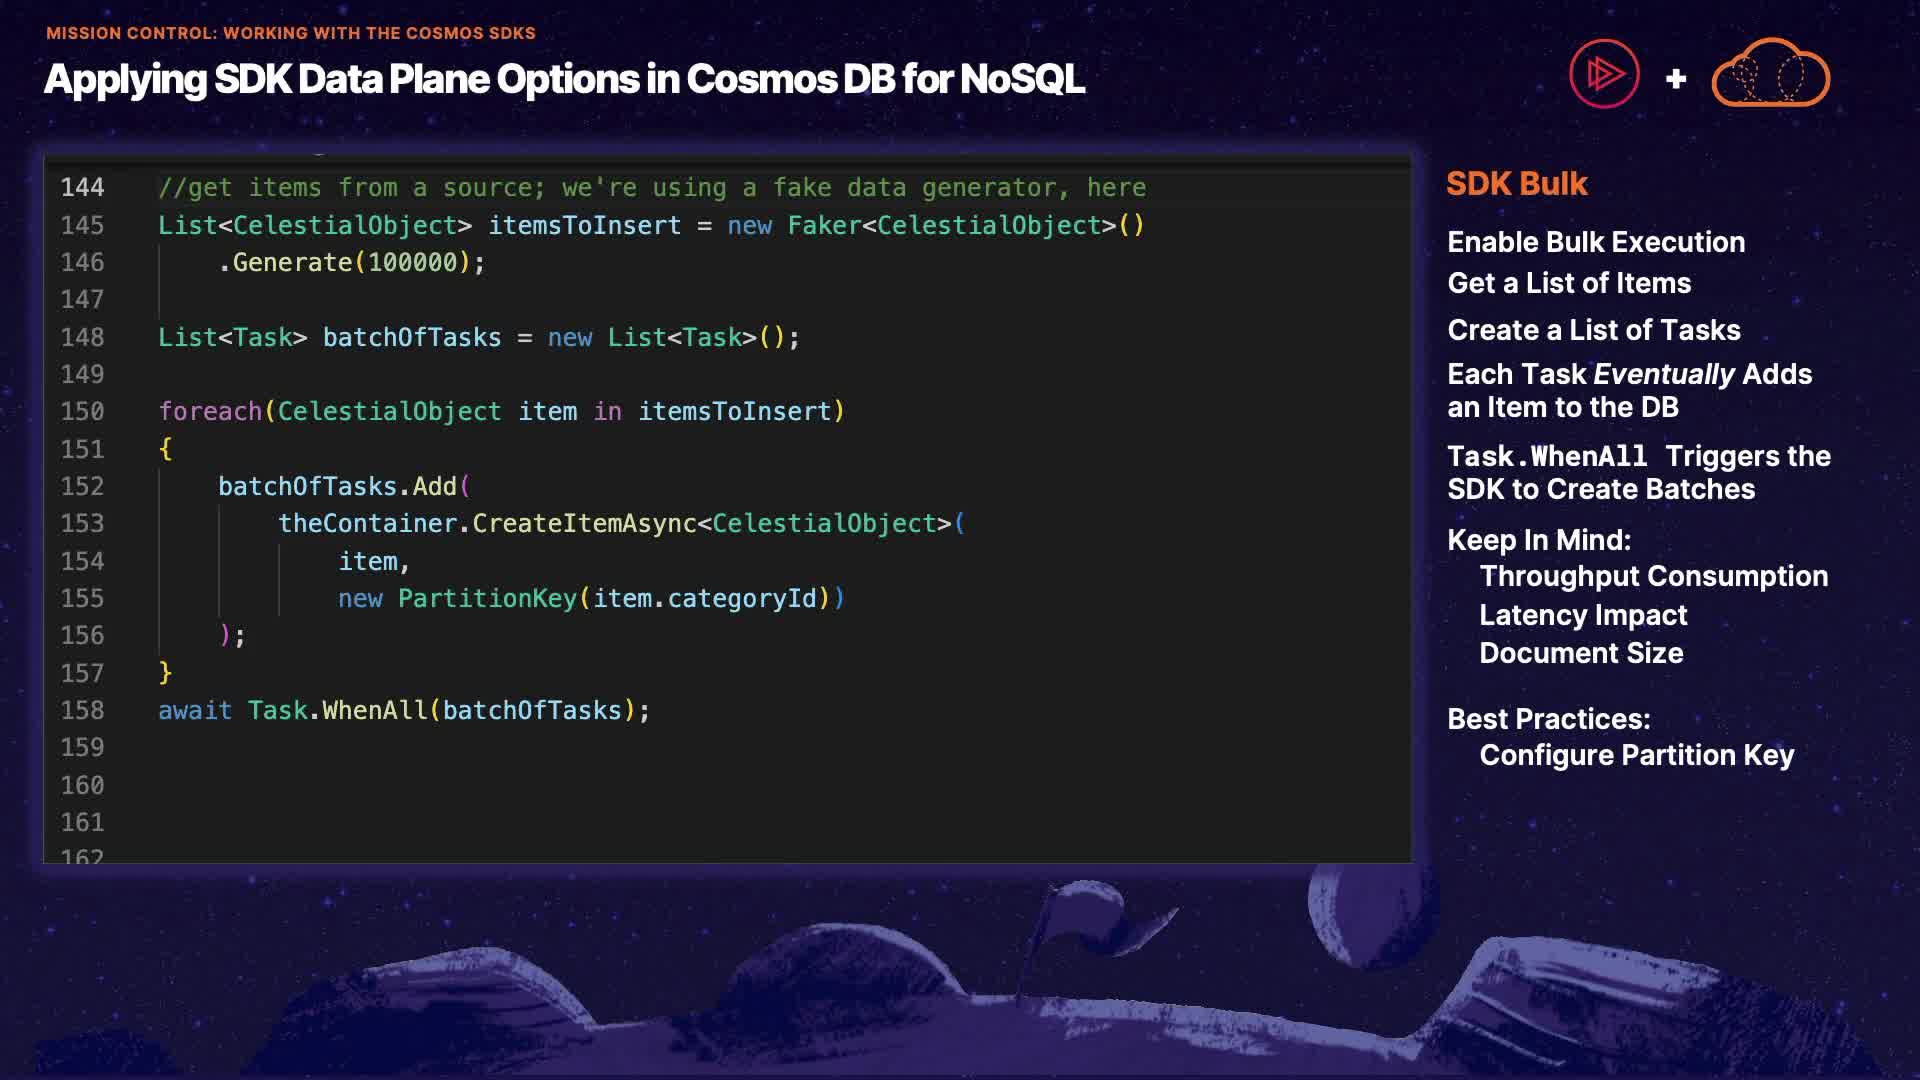 MISSION CONTROL: WORKING WITH THE COSMOS SDKS
Applying SDK Data Plane Options in Cosmos DB for NoSQL
+
144 //get items from a source; we're using a fake data generator, here
145 List<CelestialObject> itemsToInsert = new Faker<CelestialObject>()
146 .Generate(100000);
147
148 List<Task> batchOfTasks = new List<Task>();
149
150 foreach(CelestialObject item in itemsToInsert)
151 {
152 batchOfTasks.Add(
153 theContainer.CreateItemAsync<CelestialObject>(
154 item,
155 new PartitionKey(item.categoryId))
156 );
157 }
158 await Task.WhenAll(batchOfTasks);
159
160
161
162
SDK Bulk
Enable Bulk Execution
Get a List of Items
Create a List of Tasks
Each Task Eventually Adds
an Item to the DB
Task.WhenAll Triggers the
SDK to Create Batches
Keep In Mind:
Throughput Consumption
Latency Impact
Document Size
Best Practices:
Configure Partition Key